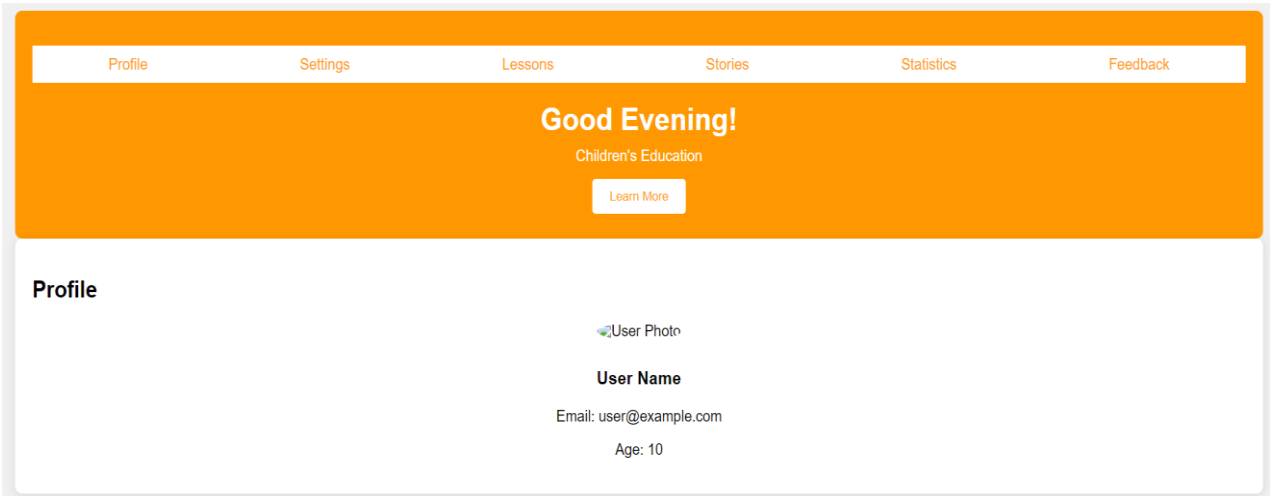 Profile Settings Lessons Stories Statistics Feedback
Good Evening!
Children's Education
Learn More
Profile
User Photo
User Name
Email: user@example.com
Age: 10